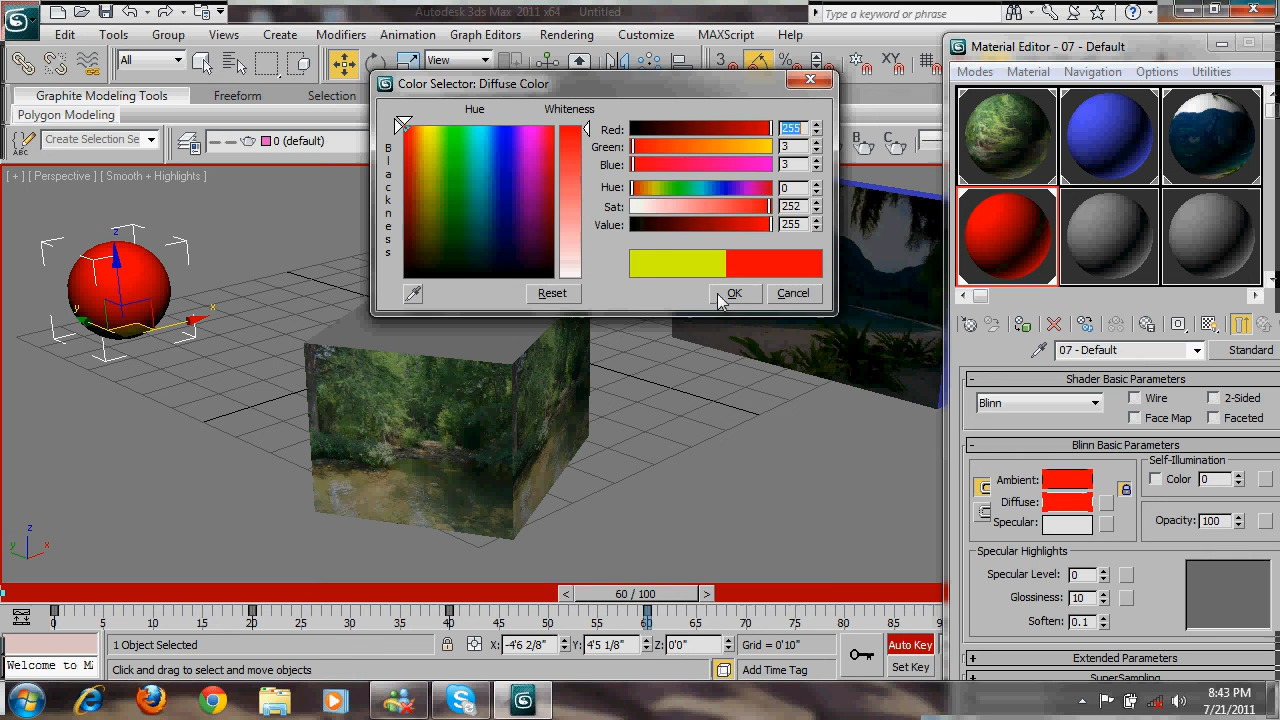 Autodesk 3ds Max 2011 x64 Untitled
Type a keyword or phrase
Edit Tools Group Views Create Modifiers Animation Graph Editors Rendering Customize MAXScript Help
All View 3 XY
Graphite Modeling Tools Freeform Selection
Polygon Modeling
ABC Create Selection Se 0 (default)
[ + ] [ Perspective ] [ Smooth + Highlights ]
z
y x
z
y x
Color Selector: Diffuse Color
Hue Whiteness
Blackness
Red: 255
Green: 3
Blue: 3
Hue: 0
Sat: 252
Value: 255
Reset OK Cancel
B C
Material Editor - 07 - Default
Modes Material Navigation Options Utilities
07 - Default Standard
Shader Basic Parameters
Blinn Wire 2-Sided
Face Map Faceted
Blinn Basic Parameters
Self-Illumination
Ambient: Color 0
Diffuse:
Specular: Opacity: 100
Specular Highlights
Specular Level: 0
Glossiness: 10
Soften: 0.1
Extended Parameters
SuperSampling
< 60 / 100 >
0 5 10 15 20 25 30 35 40 45 50 55 60 65 70 75 80 85 90
1 Object Selected X: -4'6 2/8" Y: 4'5 1/8" Z: 0'0" Grid = 0'10" Auto Key
Welcome to MA Click and drag to select and move objects Add Time Tag Set Key
8:43 PM
7/21/2011